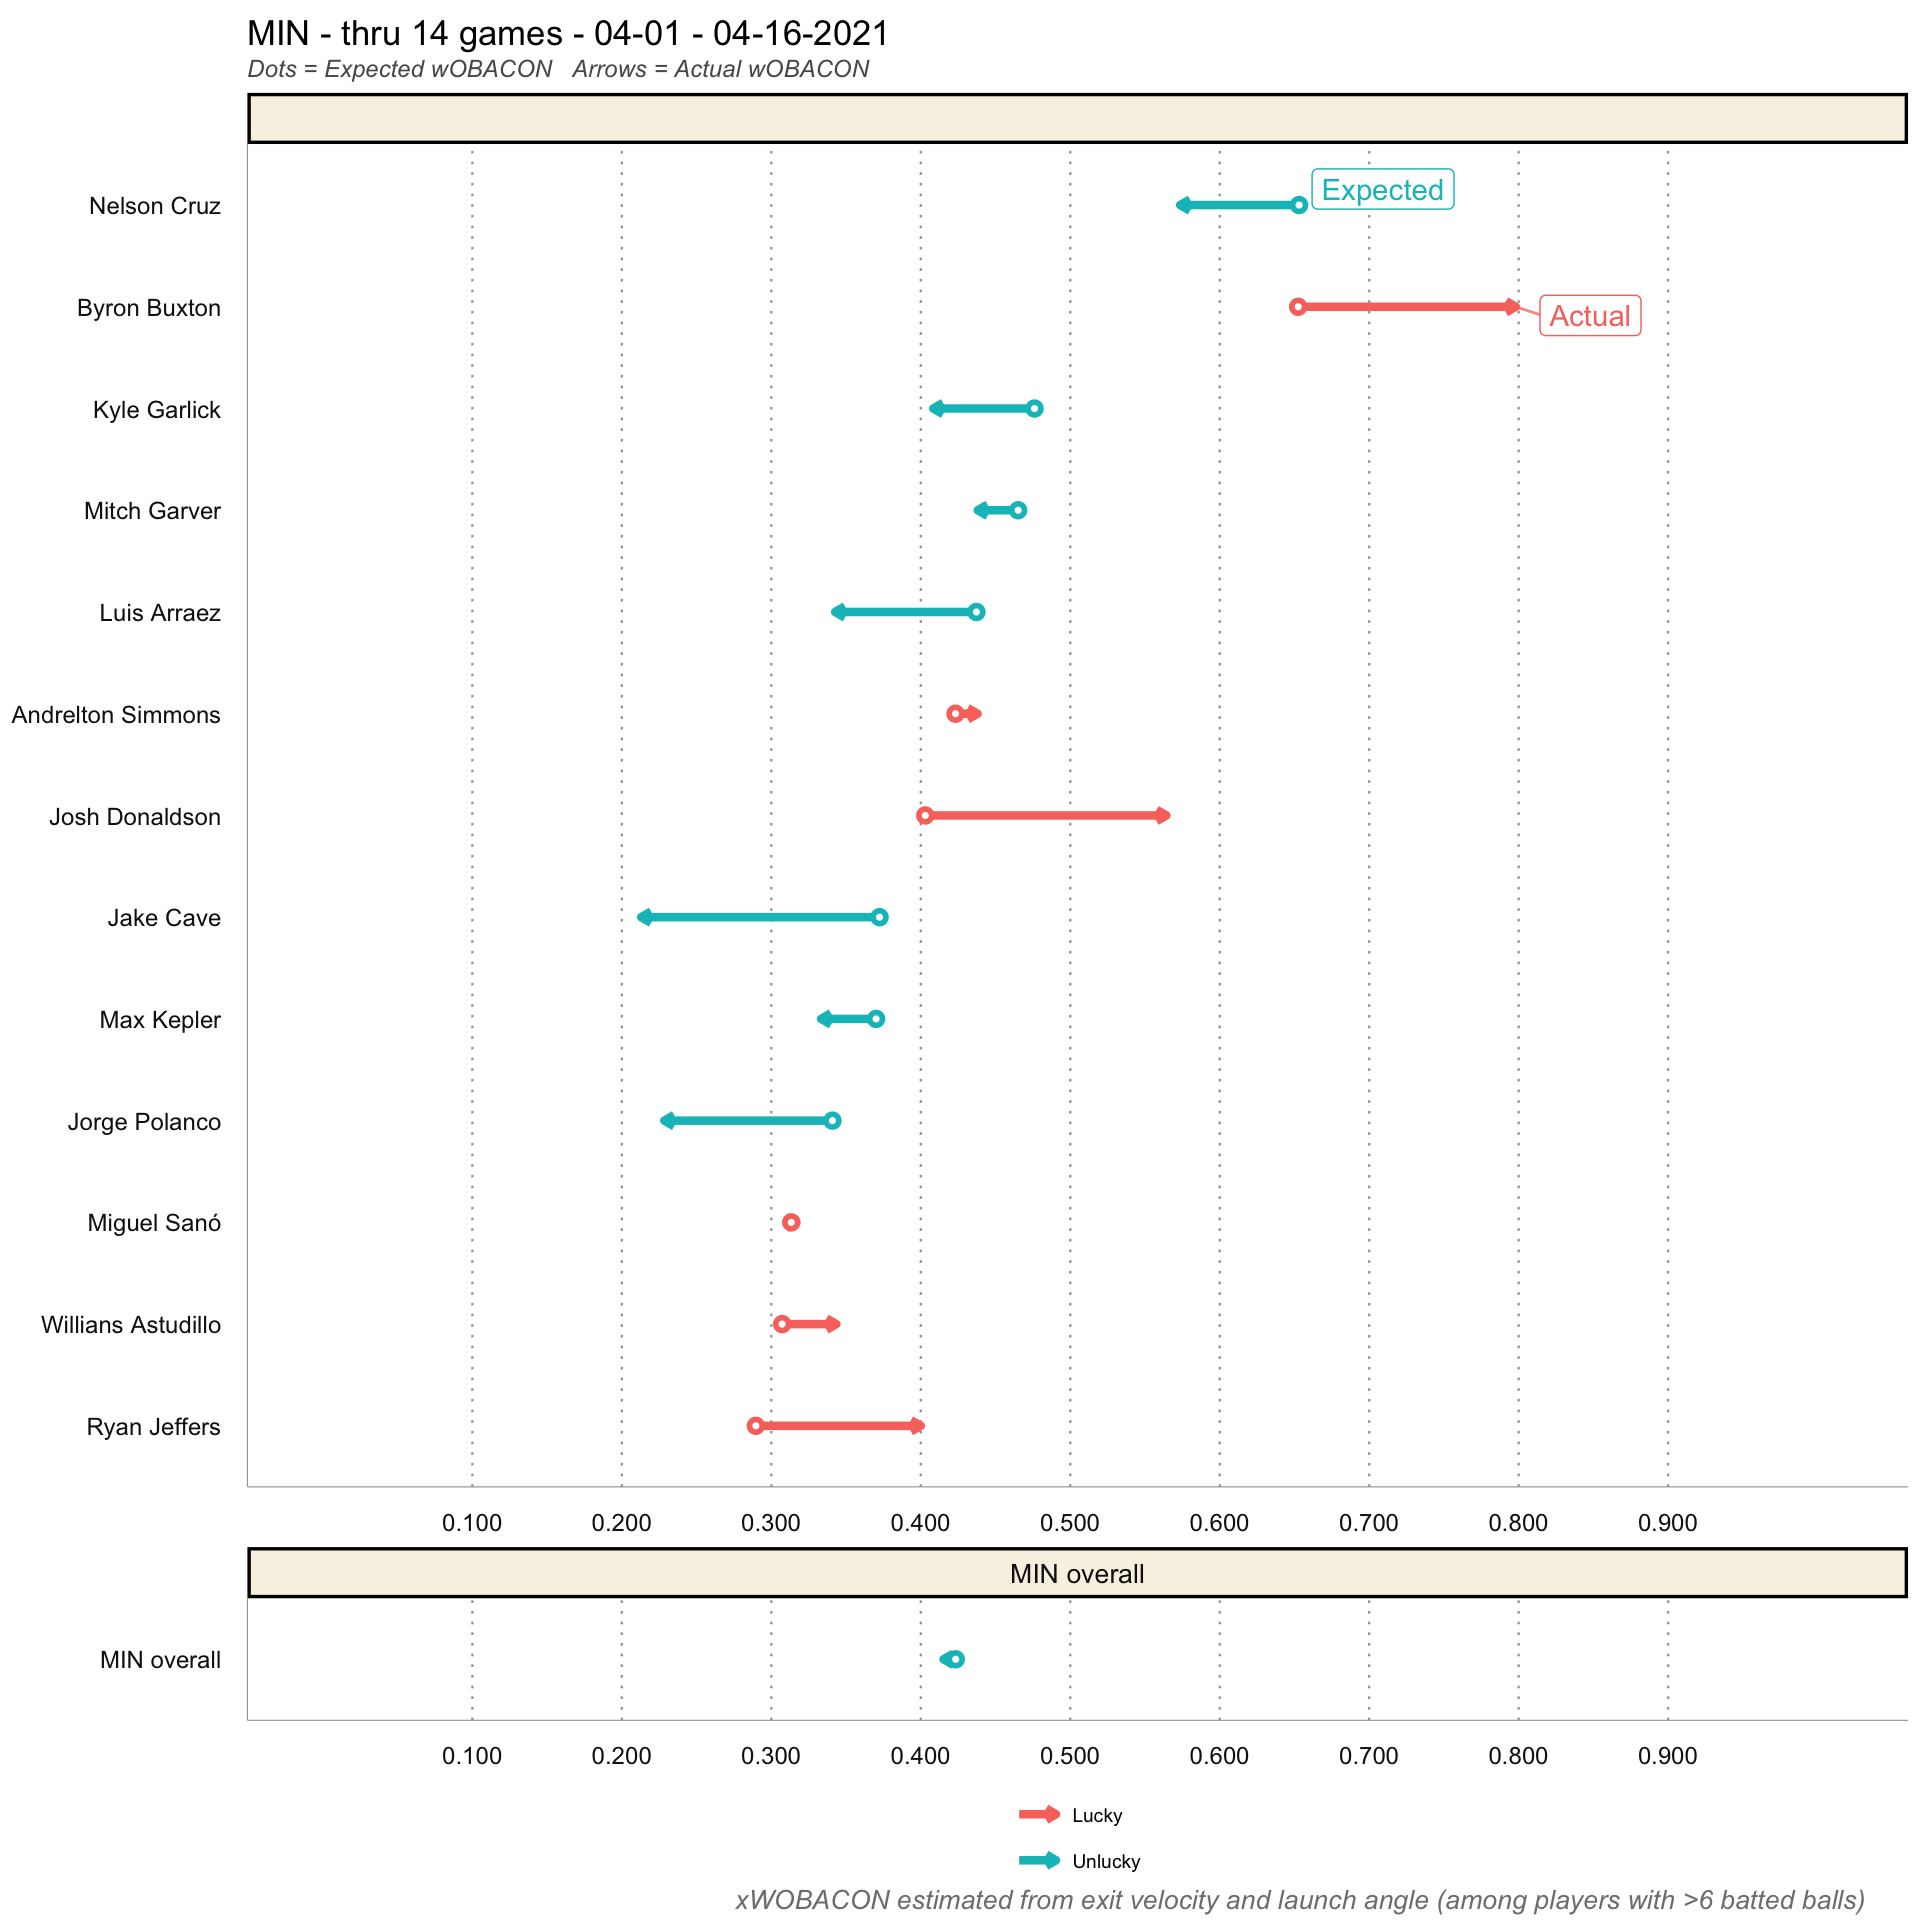 MIN - thru 14 games - 04-01 - 04-16-2021
Dots = Expected wOBACON   Arrows = Actual wOBACON
Nelson Cruz
Expected
Byron Buxton
Actual
Kyle Garlick
Mitch Garver
Luis Arraez
Andrelton Simmons
Josh Donaldson
Jake Cave
Max Kepler
Jorge Polanco
Miguel Sanó
Willians Astudillo
Ryan Jeffers
0.100 0.200 0.300 0.400 0.500 0.600 0.700 0.800 0.900
MIN overall
MIN overall
0.100 0.200 0.300 0.400 0.500 0.600 0.700 0.800 0.900
Lucky
Unlucky
xWOBACON estimated from exit velocity and launch angle (among players with >6 batted balls)